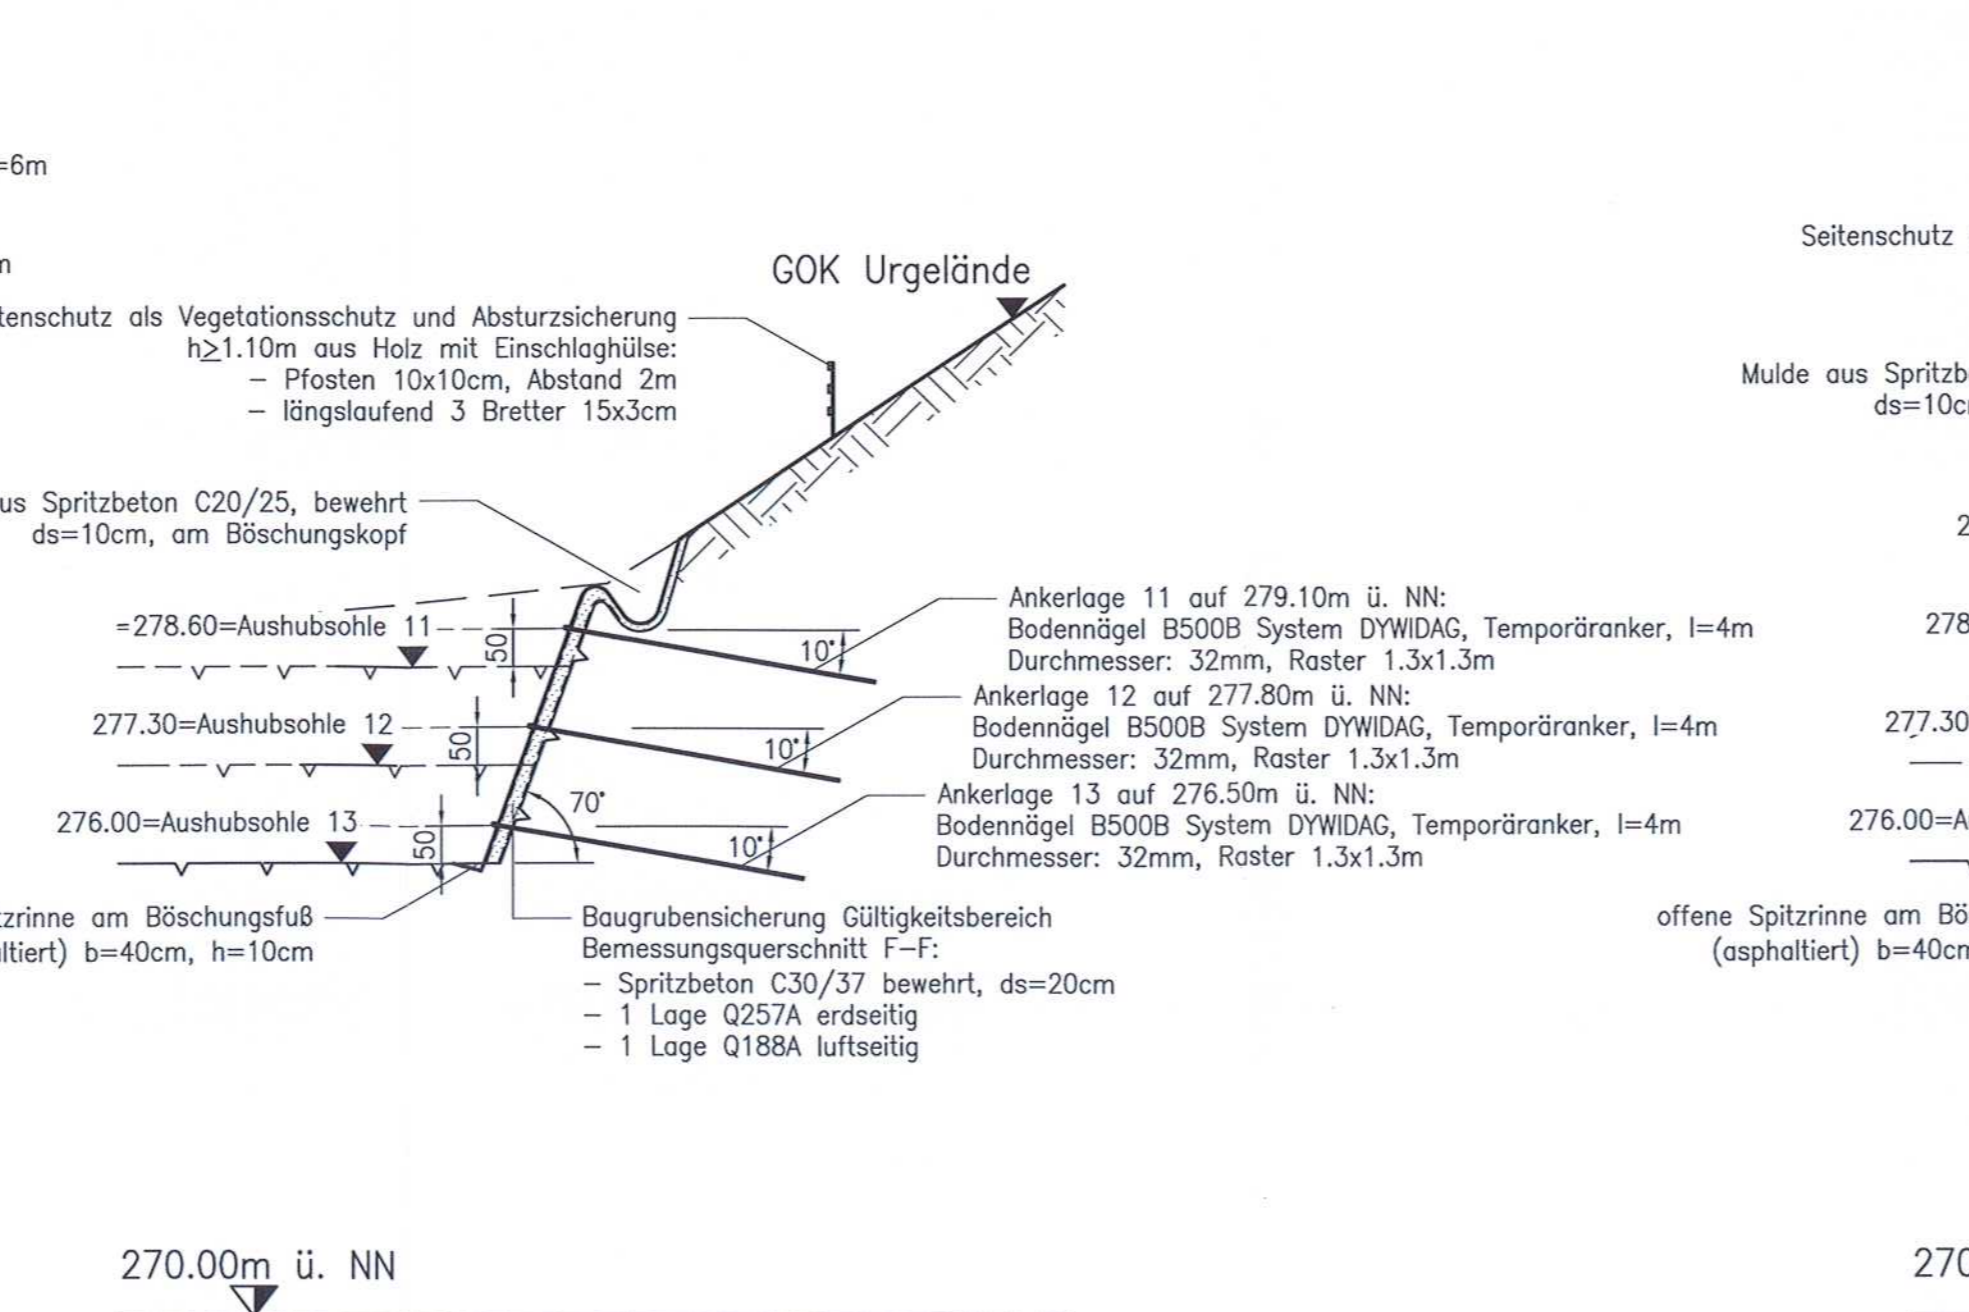 =6m
m
GOK Urgelände
tenschutz als Vegetationsschutz und Absturzsicherung
h≥1.10m aus Holz mit Einschlaghülse:
– Pfosten 10x10cm, Abstand 2m
– längslaufend 3 Bretter 15x3cm
us Spritzbeton C20/25, bewehrt
ds=10cm, am Böschungskopf
=278.60=Aushubsohle 11
50
10°
277.30=Aushubsohle 12
50
10°
276.00=Aushubsohle 13
50
70°
10°
Ankerlage 11 auf 279.10m ü. NN:
Bodennägel B500B System DYWIDAG, Temporäranker, l=4m
Durchmesser: 32mm, Raster 1.3x1.3m
Ankerlage 12 auf 277.80m ü. NN:
Bodennägel B500B System DYWIDAG, Temporäranker, l=4m
Durchmesser: 32mm, Raster 1.3x1.3m
Ankerlage 13 auf 276.50m ü. NN:
Bodennägel B500B System DYWIDAG, Temporäranker, l=4m
Durchmesser: 32mm, Raster 1.3x1.3m
tzrinne am Böschungsfuß
ltiert) b=40cm, h=10cm
Baugrubensicherung Gültigkeitsbereich
Bemessungsquerschnitt F–F:
– Spritzbeton C30/37 bewehrt, ds=20cm
– 1 Lage Q257A erdseitig
– 1 Lage Q188A luftseitig
270.00m ü. NN
Seitenschutz
Mulde aus Spritzb
ds=10c
2
278
277.30
276.00=A
offene Spitzrinne am Bö
(asphaltiert) b=40c
270